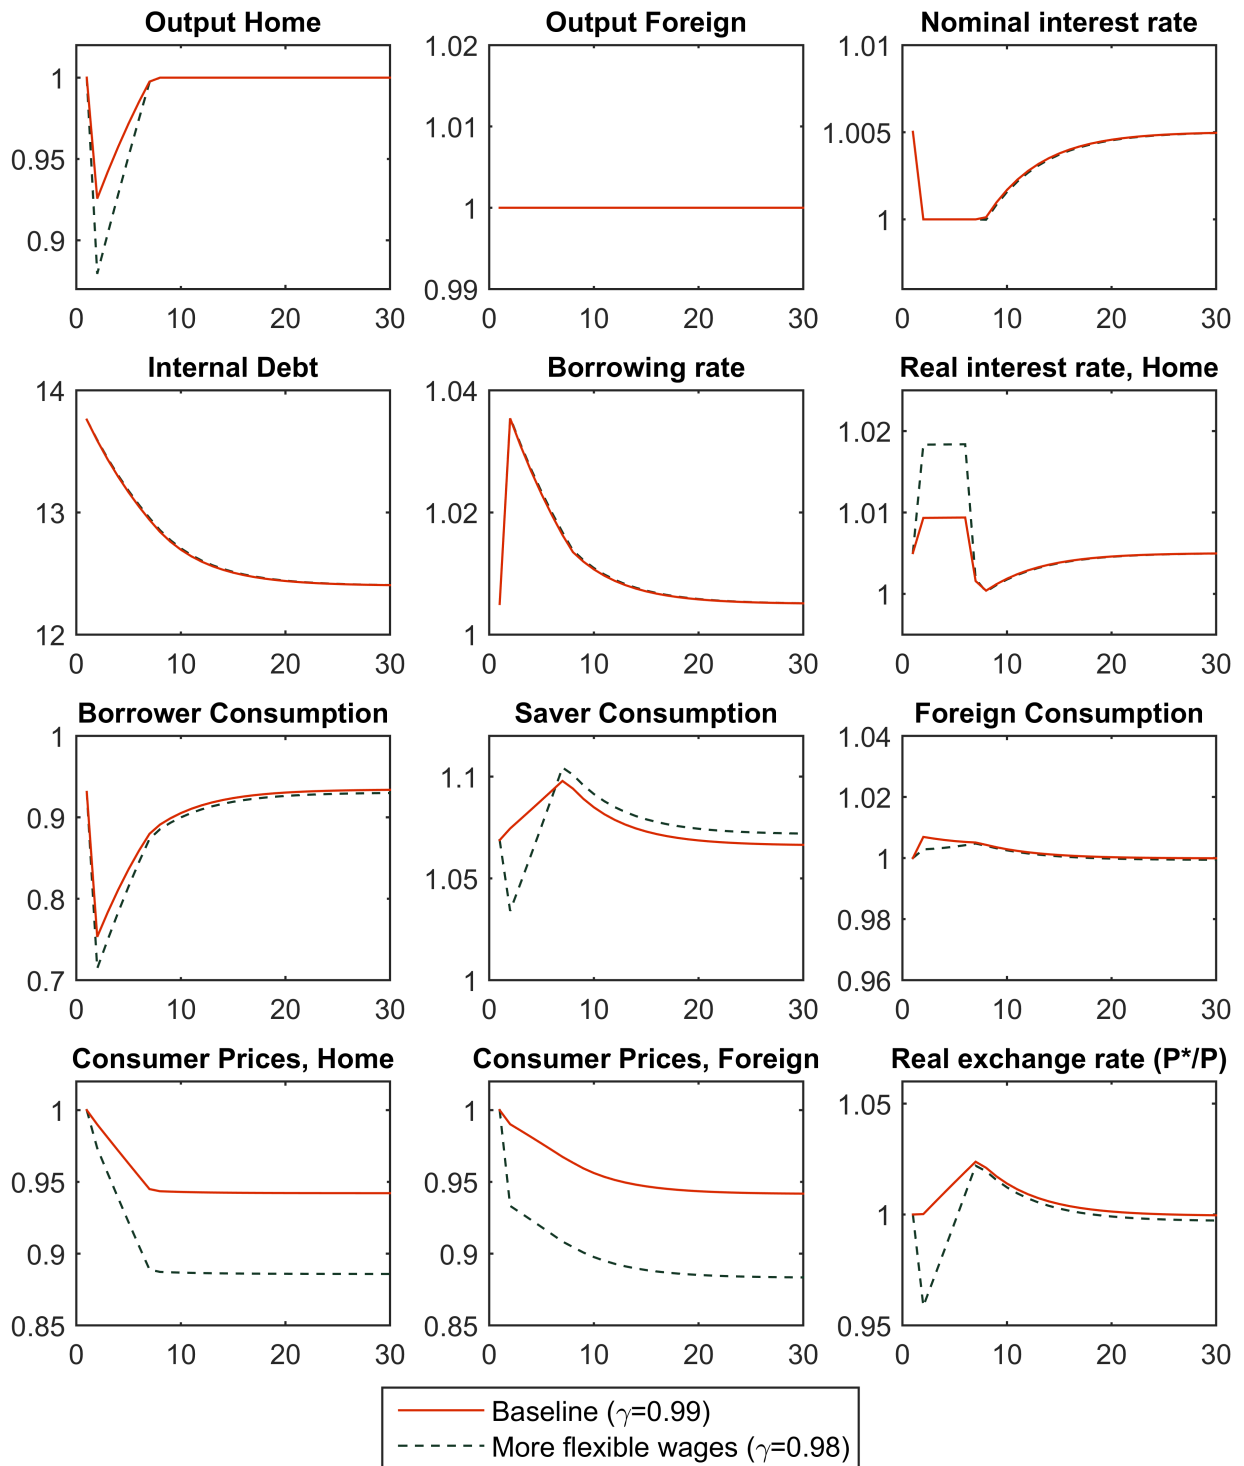 Output Home
Output Foreign
Nominal interest rate
1
0.95
0.9
0 10 20 30
1.02
1.01
1
0.99
0 10 20 30
1.01
1.005
1
0 10 20 30
Internal Debt
Borrowing rate
Real interest rate, Home
14
13
12
0 10 20 30
1.04
1.02
1
0 10 20 30
1.02
1.01
1
0 10 20 30
Borrower Consumption
Saver Consumption
Foreign Consumption
1
0.9
0.8
0.7
0 10 20 30
1.1
1.05
1
0 10 20 30
1.04
1.02
1
0.98
0.96
0 10 20 30
Consumer Prices, Home
Consumer Prices, Foreign
Real exchange rate (P*/P)
1
0.95
0.9
0.85
0 10 20 30
1
0.95
0.9
0.85
0 10 20 30
1.05
1
0.95
0 10 20 30
Baseline (γ=0.99)
More flexible wages (γ=0.98)